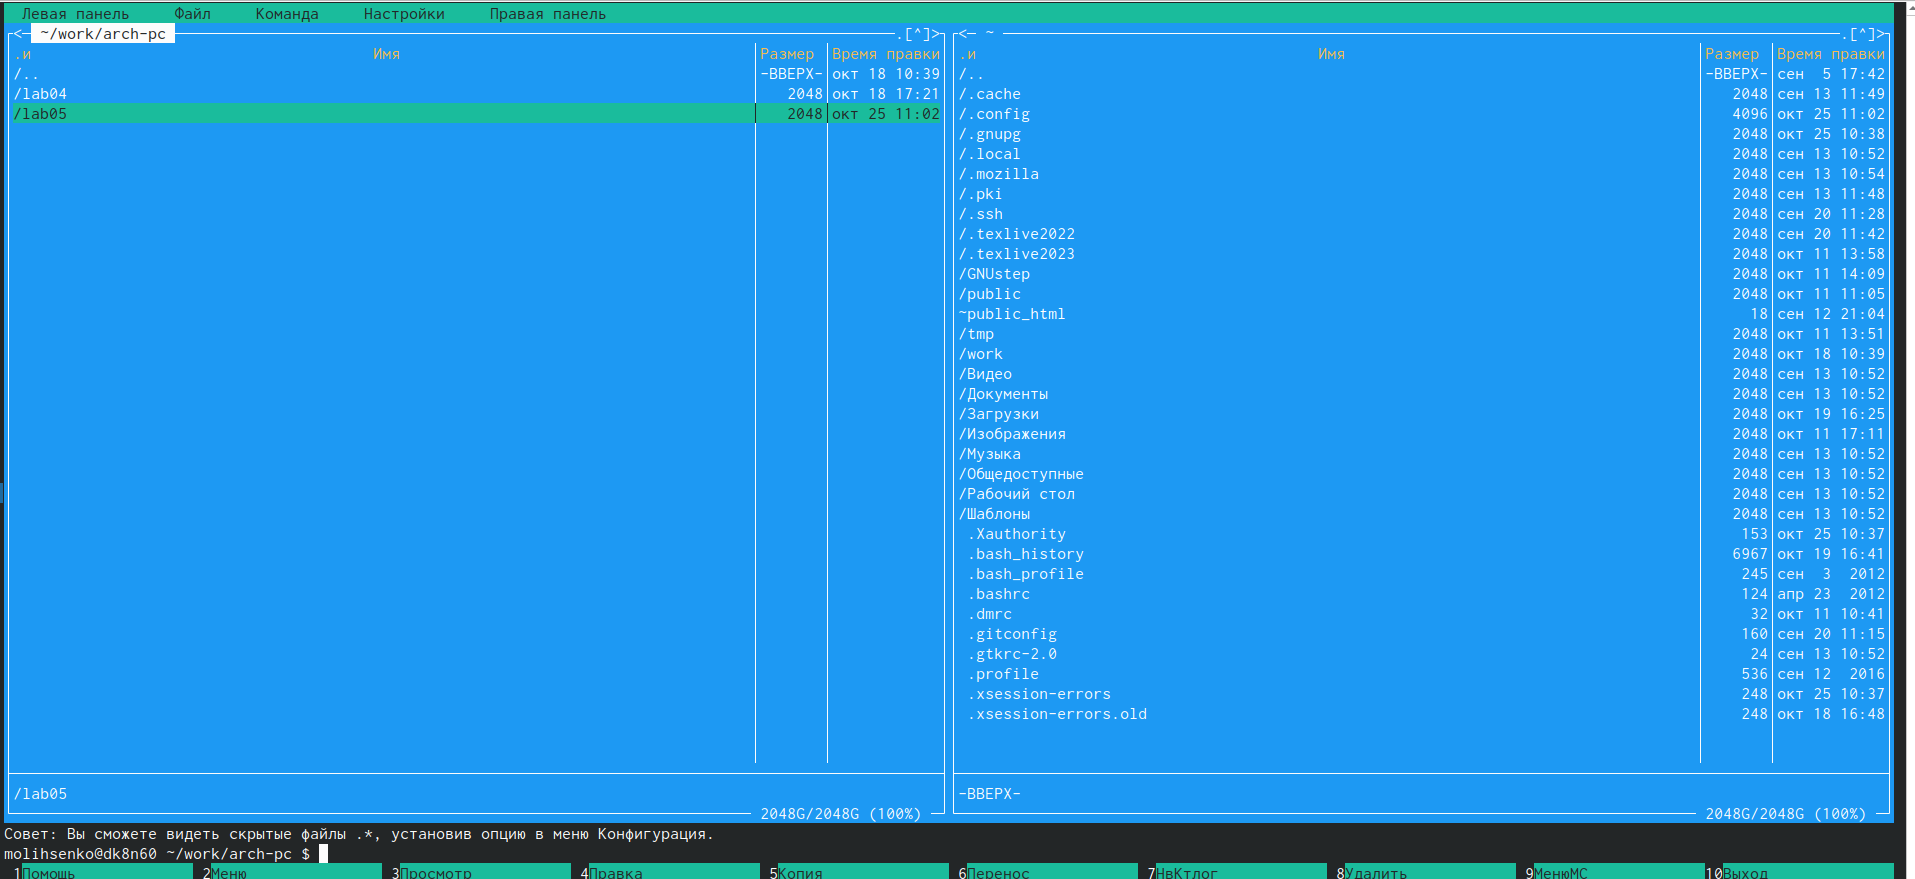 Левая панель Файл Команда Настройки Правая панель
<─ ~/work/arch-pc .[^]>
.и Имя Размер Время правки
/.. -ВВЕРХ- окт 18 10:39
/lab04 2048 окт 18 17:21
/lab05 2048 окт 25 11:02
/lab05
2048G/2048G (100%)
<─ ~ .[^]>
.и Имя Размер Время правки
/.. -ВВЕРХ- сен 5 17:42
/.cache 2048 сен 13 11:49
/.config 4096 окт 25 11:02
/.gnupg 2048 окт 25 10:38
/.local 2048 сен 13 10:52
/.mozilla 2048 сен 13 10:54
/.pki 2048 сен 13 11:48
/.ssh 2048 сен 20 11:28
/.texlive2022 2048 сен 20 11:42
/.texlive2023 2048 окт 11 13:58
/GNUstep 2048 окт 11 14:09
/public 2048 окт 11 11:05
~public_html 18 сен 12 21:04
/tmp 2048 окт 11 13:51
/work 2048 окт 18 10:39
/Видео 2048 сен 13 10:52
/Документы 2048 сен 13 10:52
/Загрузки 2048 окт 19 16:25
/Изображения 2048 окт 11 17:11
/Музыка 2048 сен 13 10:52
/Общедоступные 2048 сен 13 10:52
/Рабочий стол 2048 сен 13 10:52
/Шаблоны 2048 сен 13 10:52
.Xauthority 153 окт 25 10:37
.bash_history 6967 окт 19 16:41
.bash_profile 245 сен 3 2012
.bashrc 124 апр 23 2012
.dmrc 32 окт 11 10:41
.gitconfig 160 сен 20 11:15
.gtkrc-2.0 24 сен 13 10:52
.profile 536 сен 12 2016
.xsession-errors 248 окт 25 10:37
.xsession-errors.old 248 окт 18 16:48
-ВВЕРХ-
2048G/2048G (100%)
Совет: Вы сможете видеть скрытые файлы .*, установив опцию в меню Конфигурация.
molihsenko@dk8n60 ~/work/arch-pc $
1Помощь 2Меню 3Просмотр 4Правка 5Копия 6Перенос 7НвКтлог 8Удалить 9МенюMC 10Выход